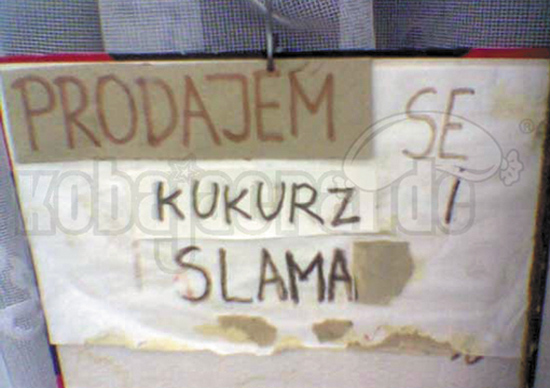 PRODAJEM SE
KUKURZ I
SLAMA